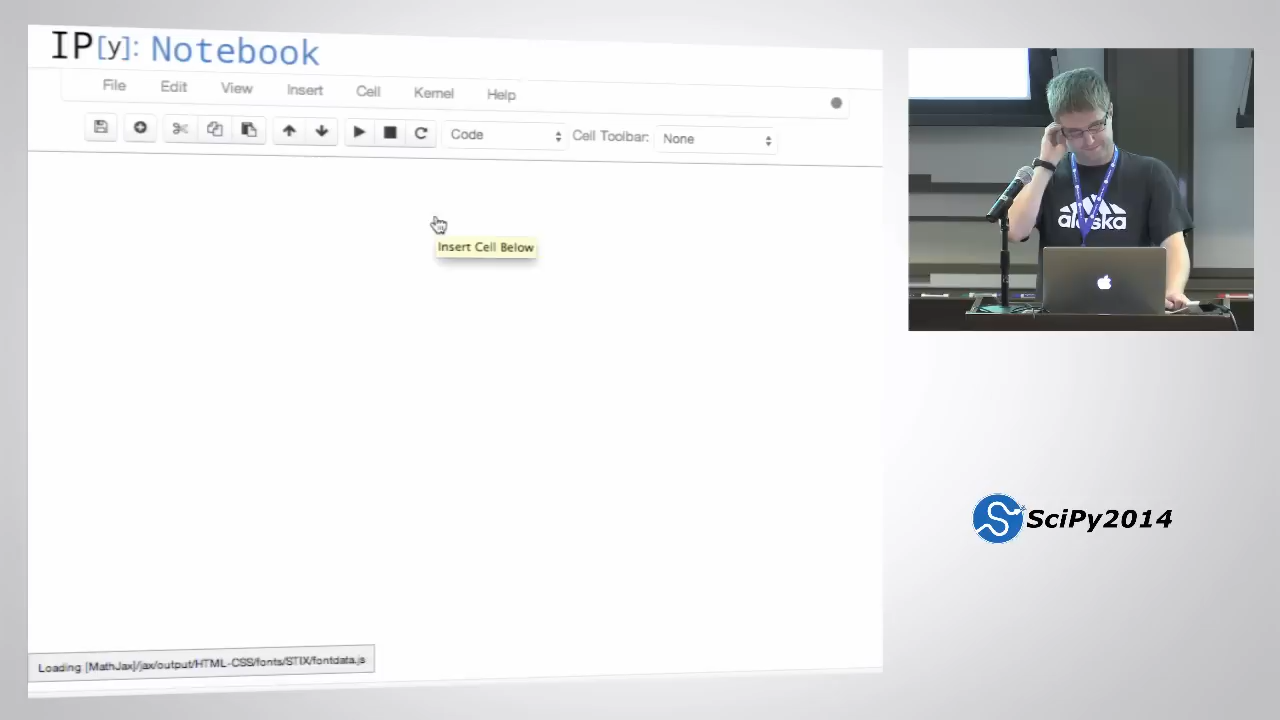 IP[y]: Notebook
File Edit View Insert Cell Kernel Help
Code Cell Toolbar: None
Insert Cell Below
Loading [MathJax]/jax/output/HTML-CSS/fonts/STIX/fontdata.js
alaska
SciPy2014